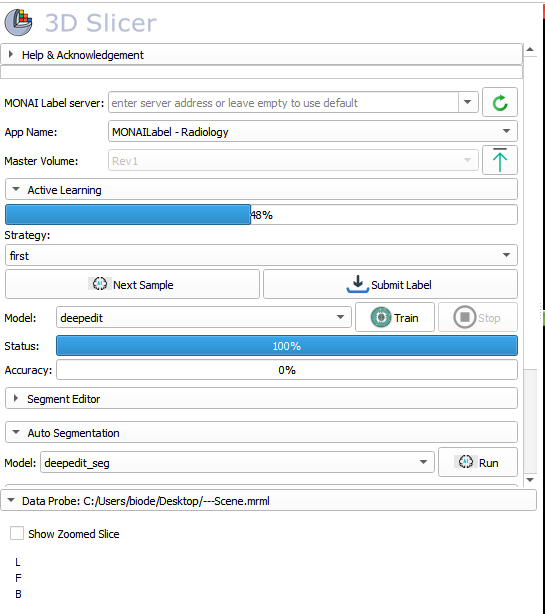 3D Slicer
Help & Acknowledgement
MONAI Label server: enter server address or leave empty to use default
App Name: MONAILabel - Radiology
Master Volume: Rev1
Active Learning
48%
Strategy:
first
Next Sample Submit Label
Model: deepedit Train Stop
Status: 100%
Accuracy: 0%
Segment Editor
Auto Segmentation
Model: deepedit_seg AI Run
Data Probe: C:/Users/biode/Desktop/---Scene.mrml
Show Zoomed Slice
L
F
B